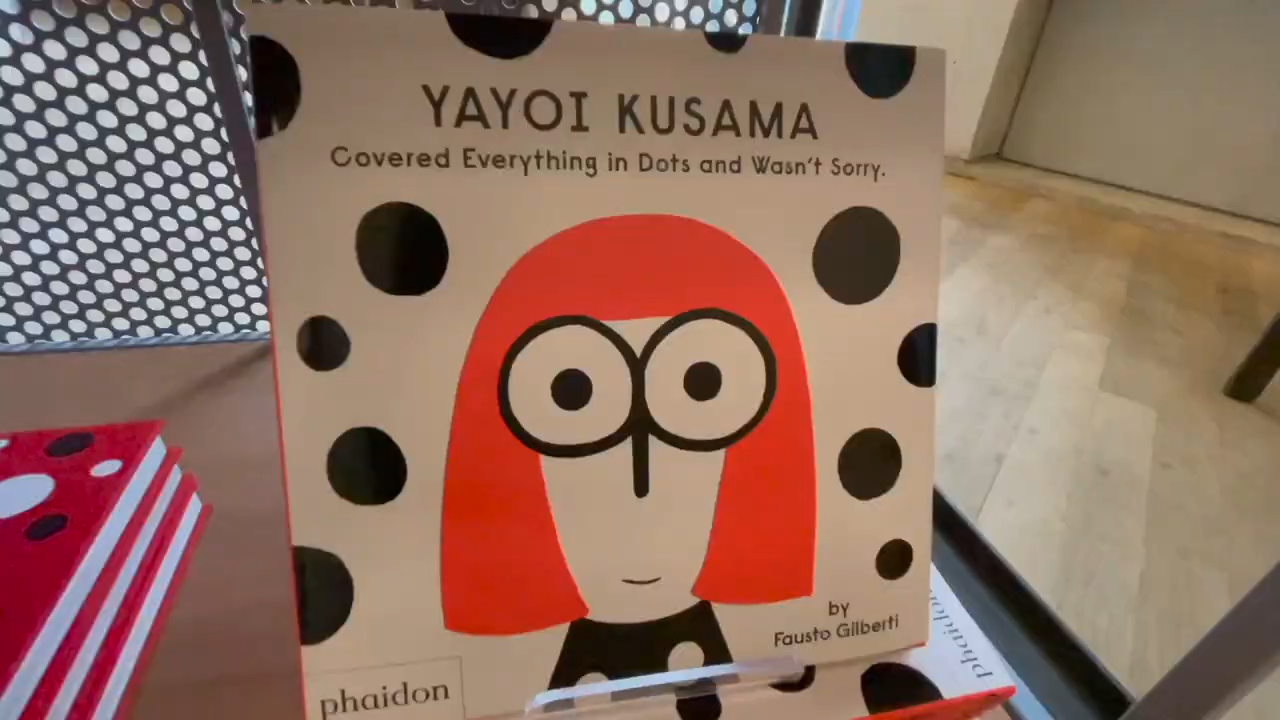 YAYOI KUSAMA
Covered Everything in Dots and Wasn't Sorry.
by
Fausto Gilberti
phaidon
phaidon